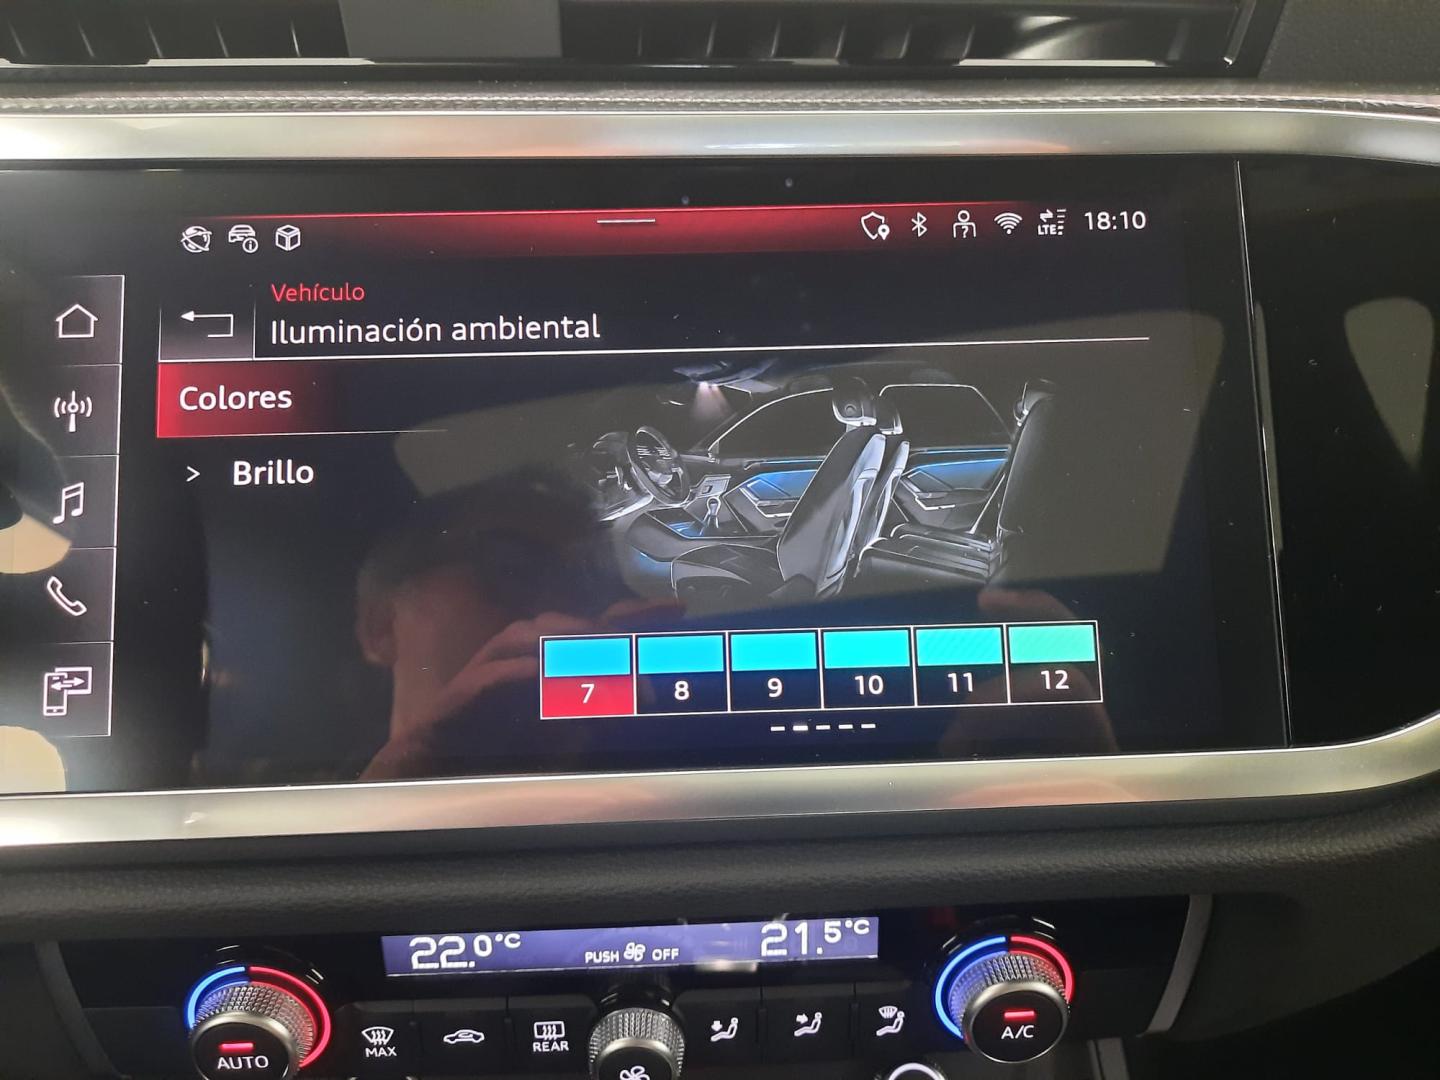 LTE
18:10
Vehículo
Iluminación ambiental
Colores
> Brillo
7 8 9 10 11 12
22.0°C
PUSH OFF
21.5°C
AUTO
MAX
REAR
A/C